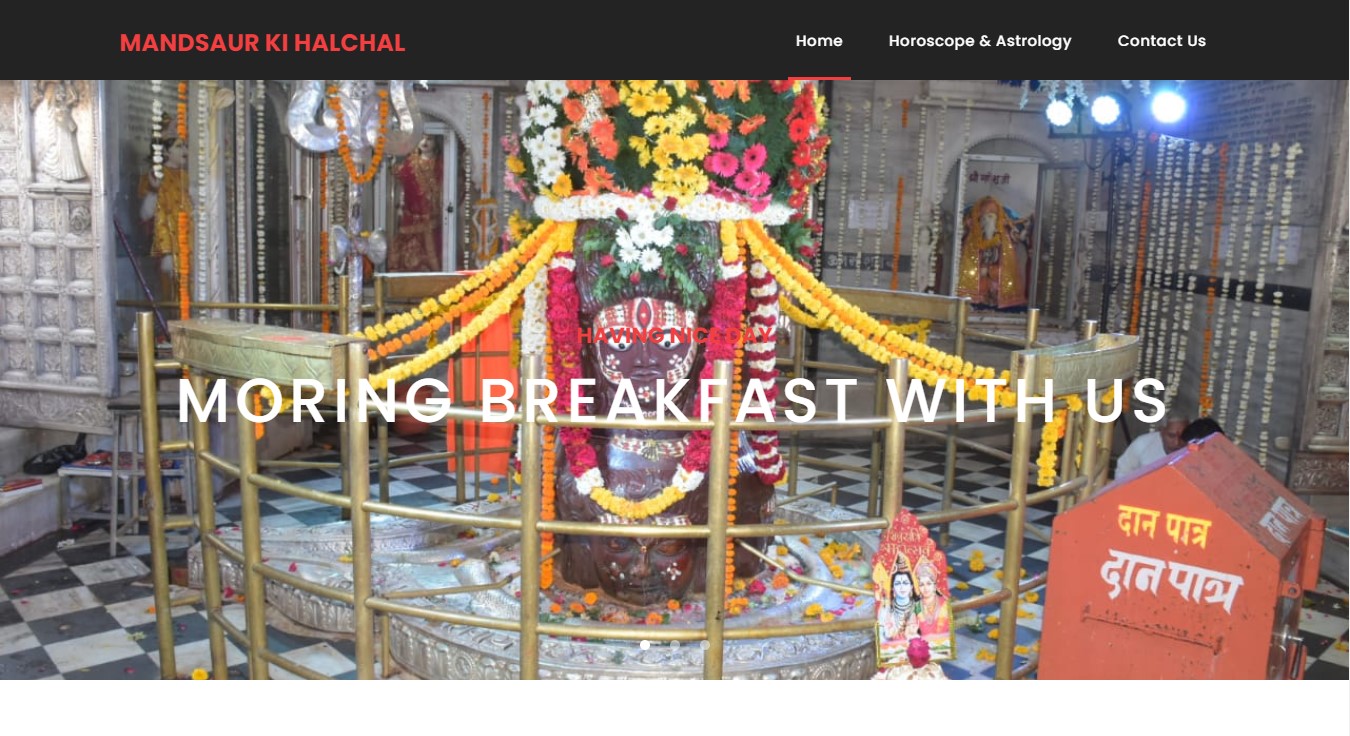 MANDSAUR KI HALCHAL
Home Horoscope & Astrology Contact Us
HAVING NICE DAY
MORING BREAKFAST WITH US
दान पात्र
दान पात्र